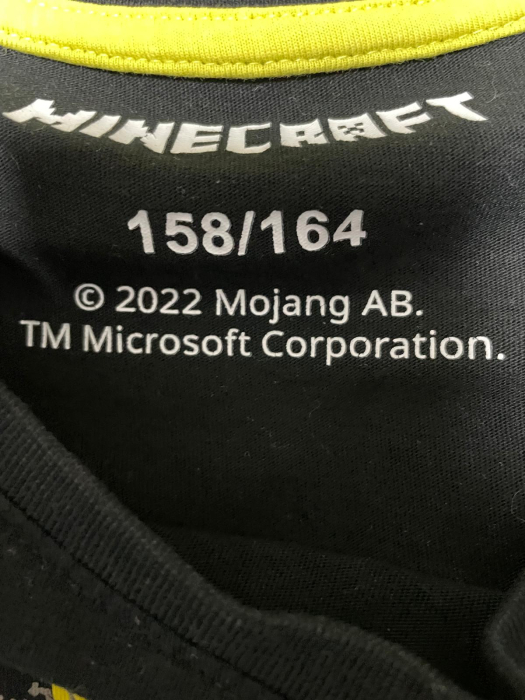 MINECRAFT
158/164
© 2022 Mojang AB.
TM Microsoft Corporation.